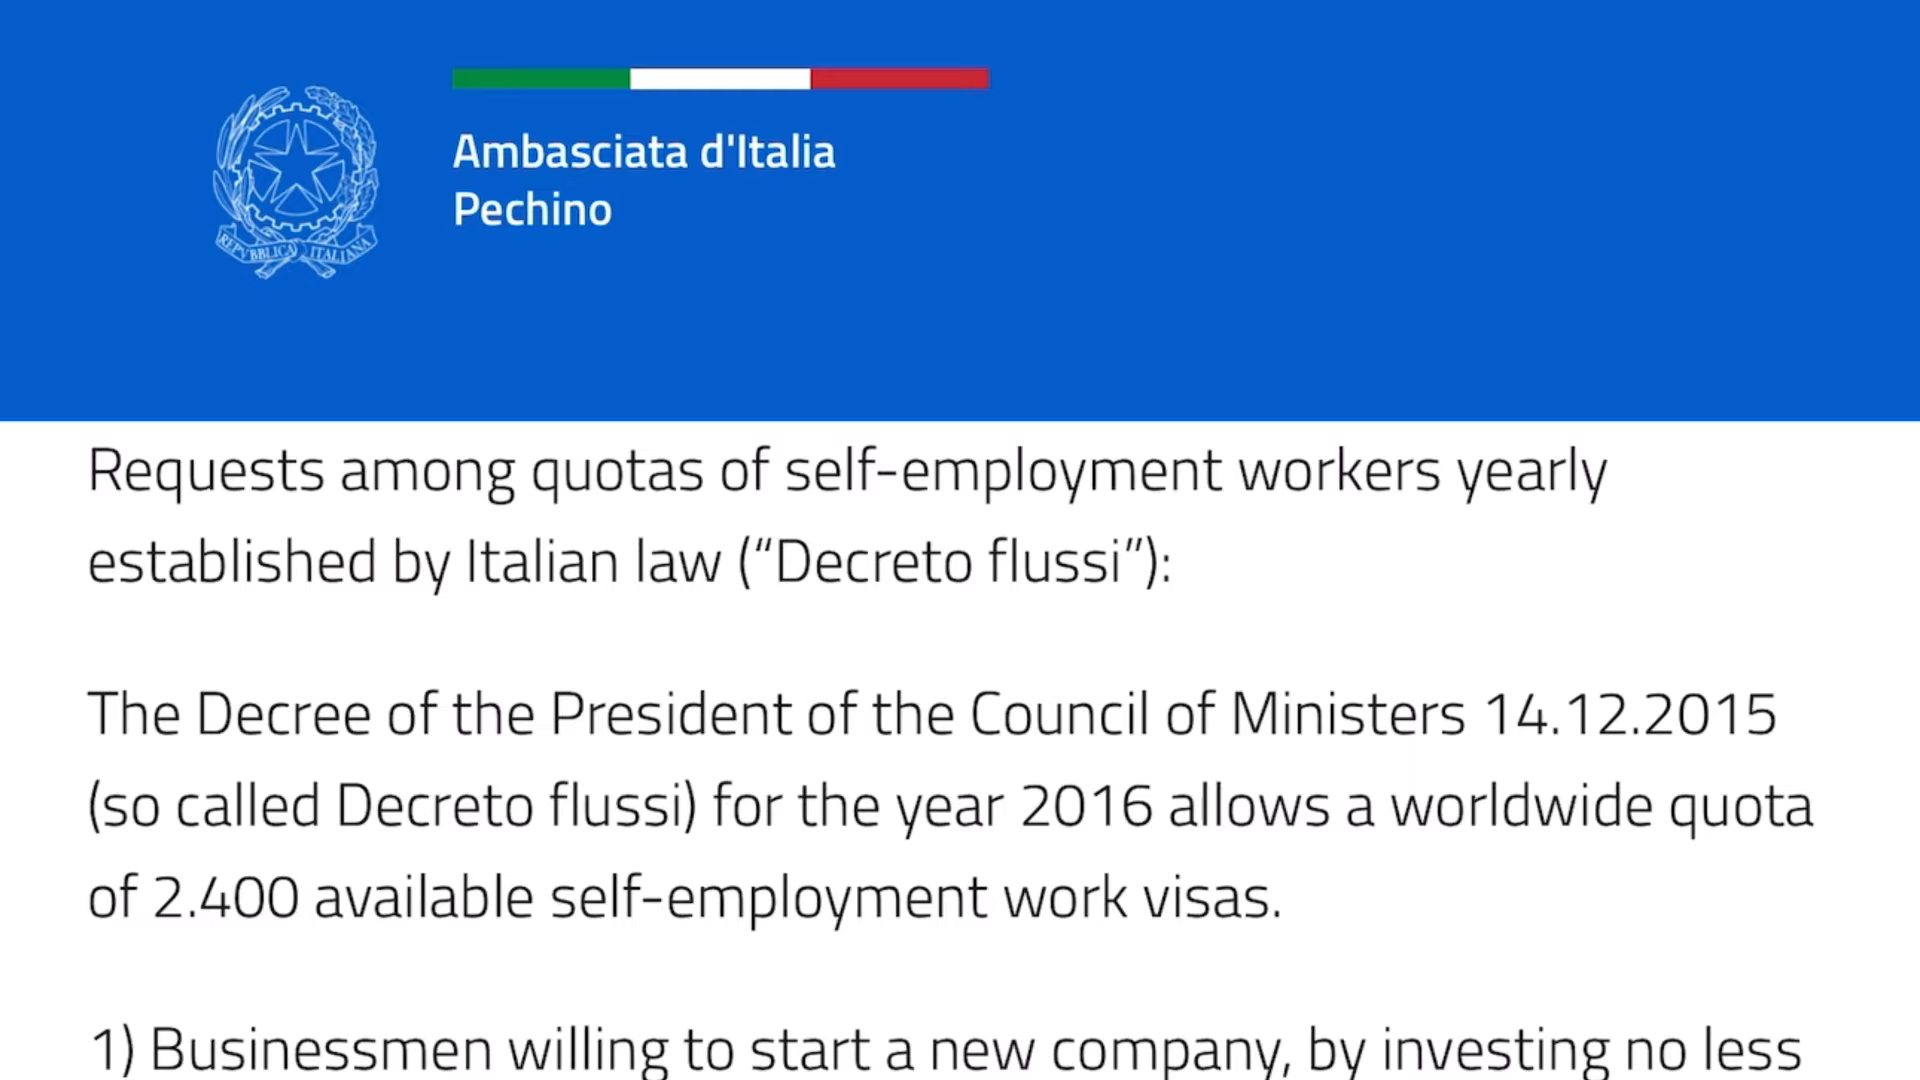 Ambasciata d'Italia
Pechino
REPVBBLICA ITALIANA
Requests among quotas of self-employment workers yearly
established by Italian law (“Decreto flussi”):
The Decree of the President of the Council of Ministers 14.12.2015
(so called Decreto flussi) for the year 2016 allows a worldwide quota
of 2.400 available self-employment work visas.
1) Businessmen willing to start a new company, by investing no less